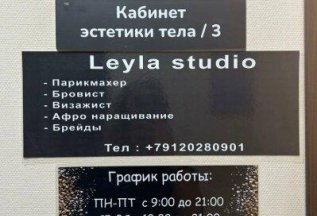 Кабинет
эстетики тела / 3
Leyla studio
- Парикмахер
- Бровист
- Визажист
- Афро наращивание
- Брейды
Тел : +79120280901
График работы:
ПН-ПТ с 9:00 до 21:00